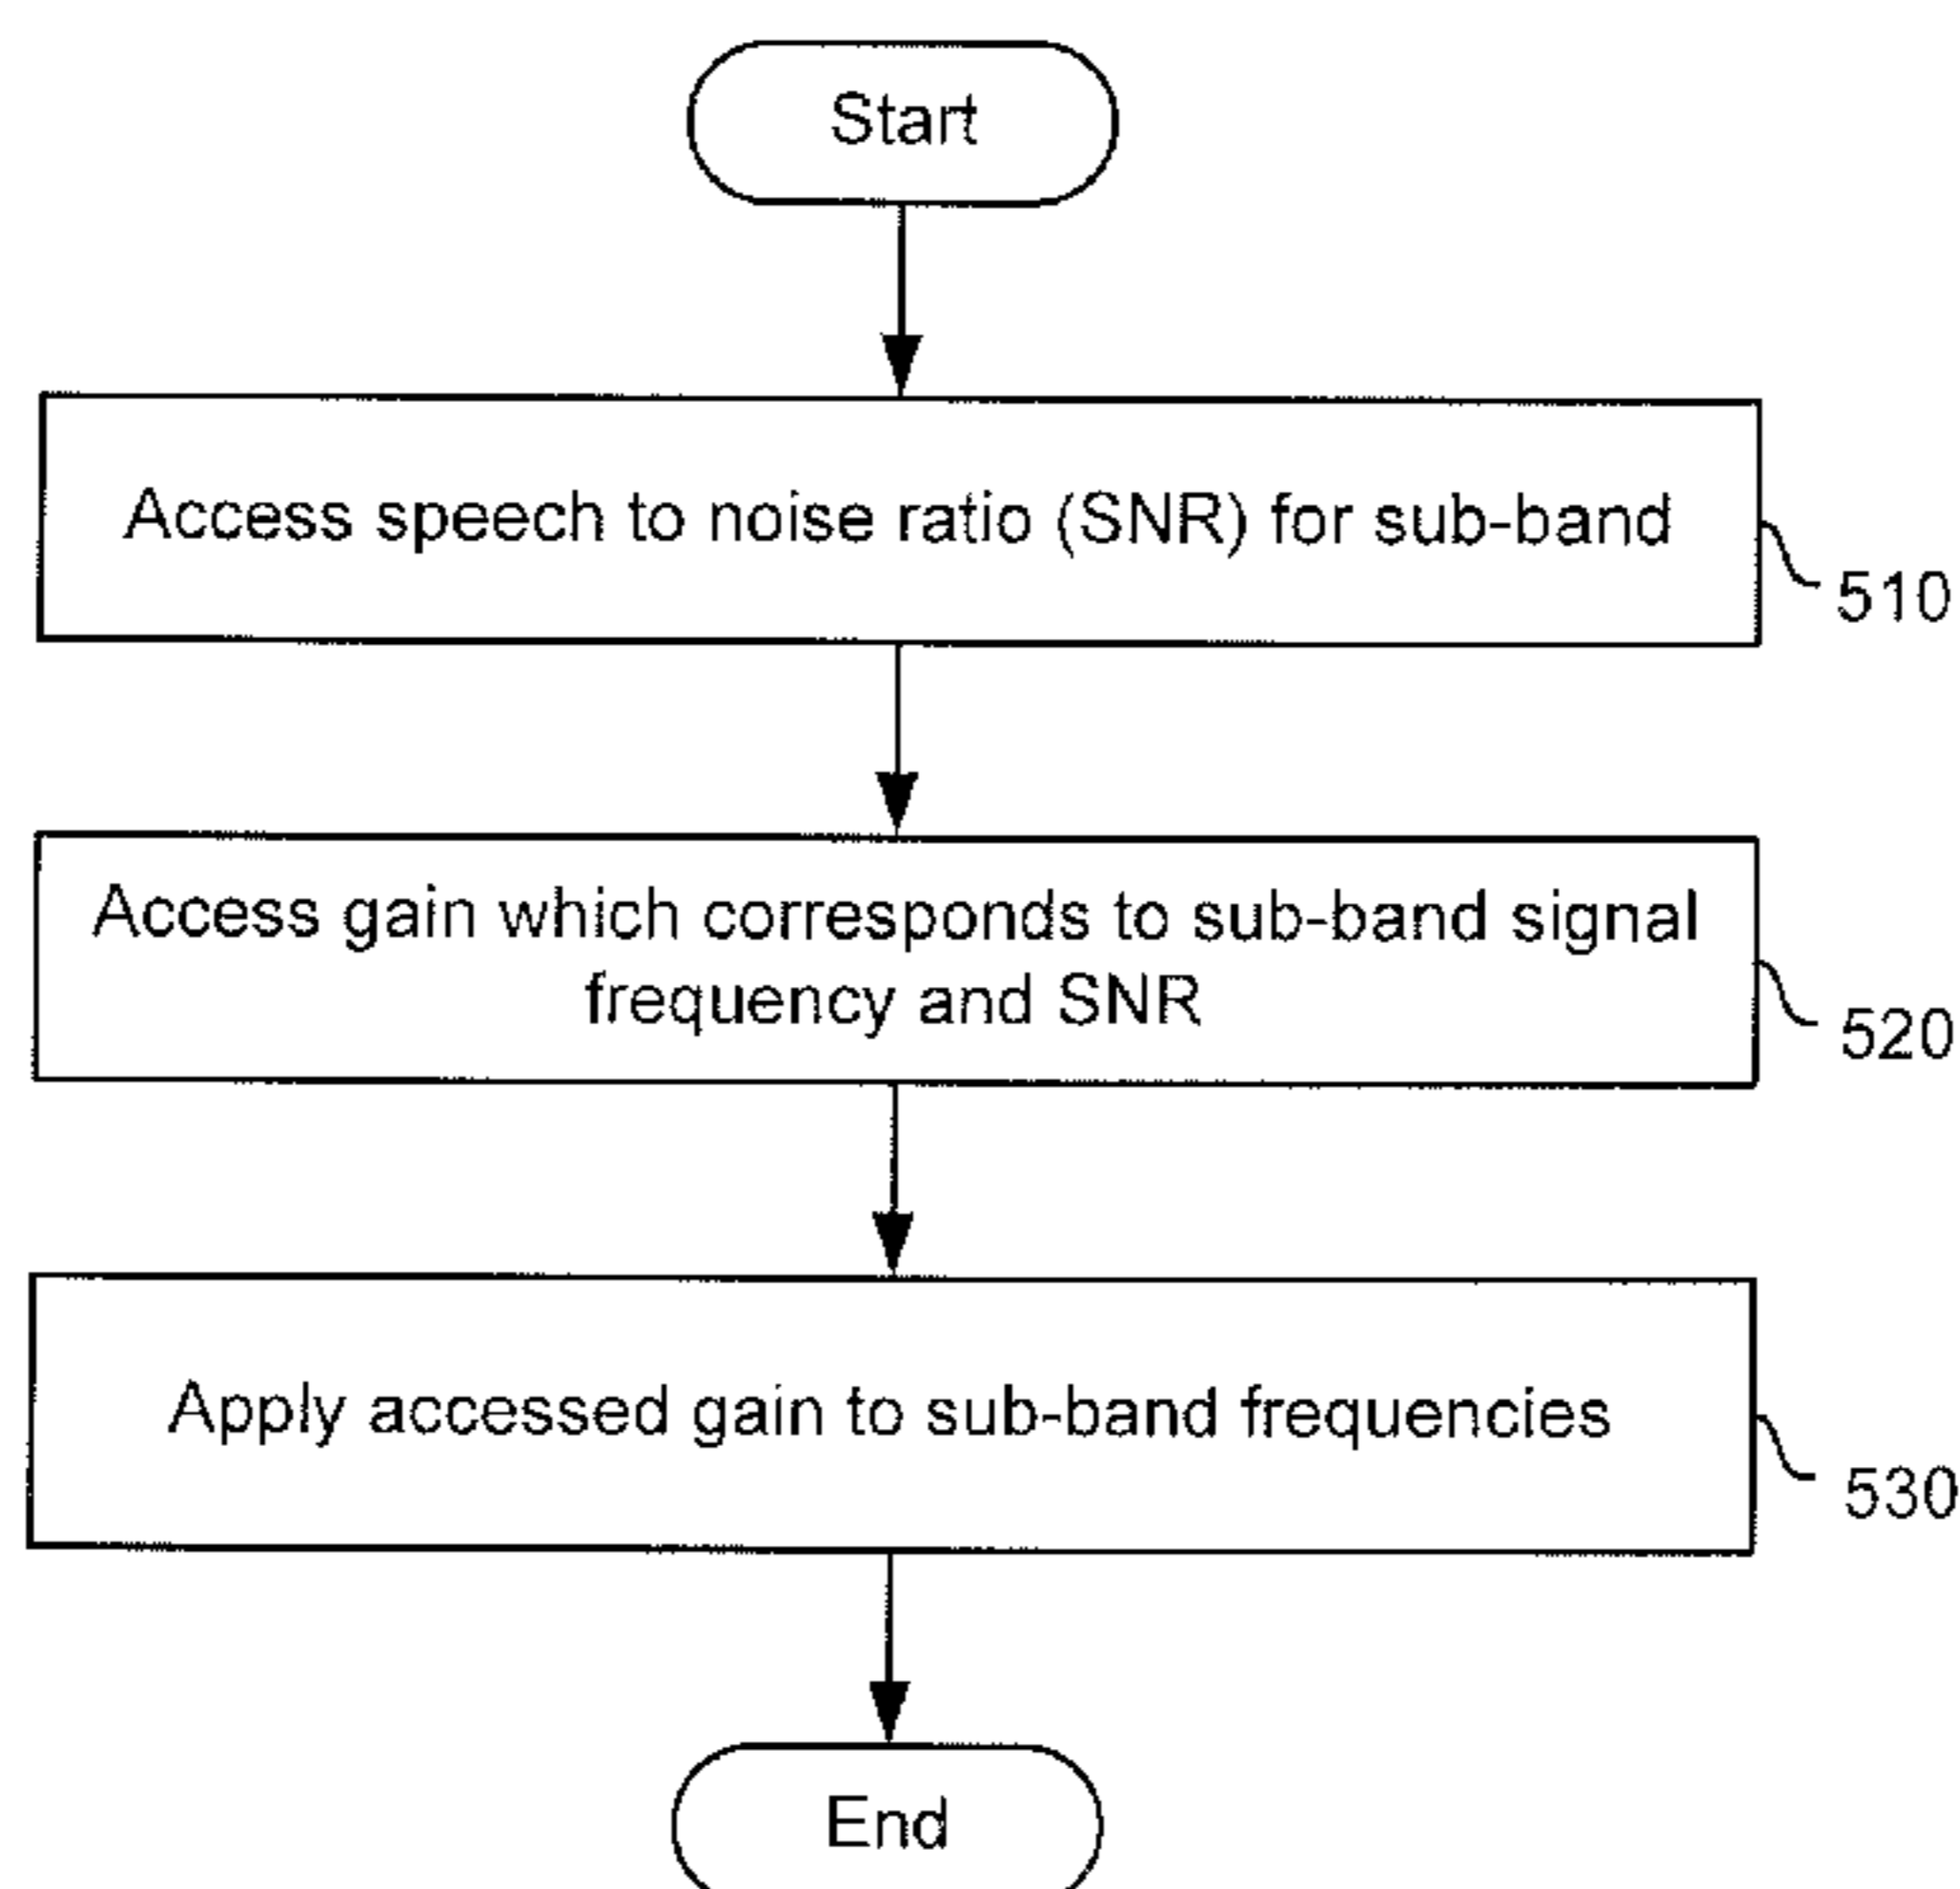 Start
Access speech to noise ratio (SNR) for sub-band
510
Access gain which corresponds to sub-band signal
frequency and SNR
520
Apply accessed gain to sub-band frequencies
530
End